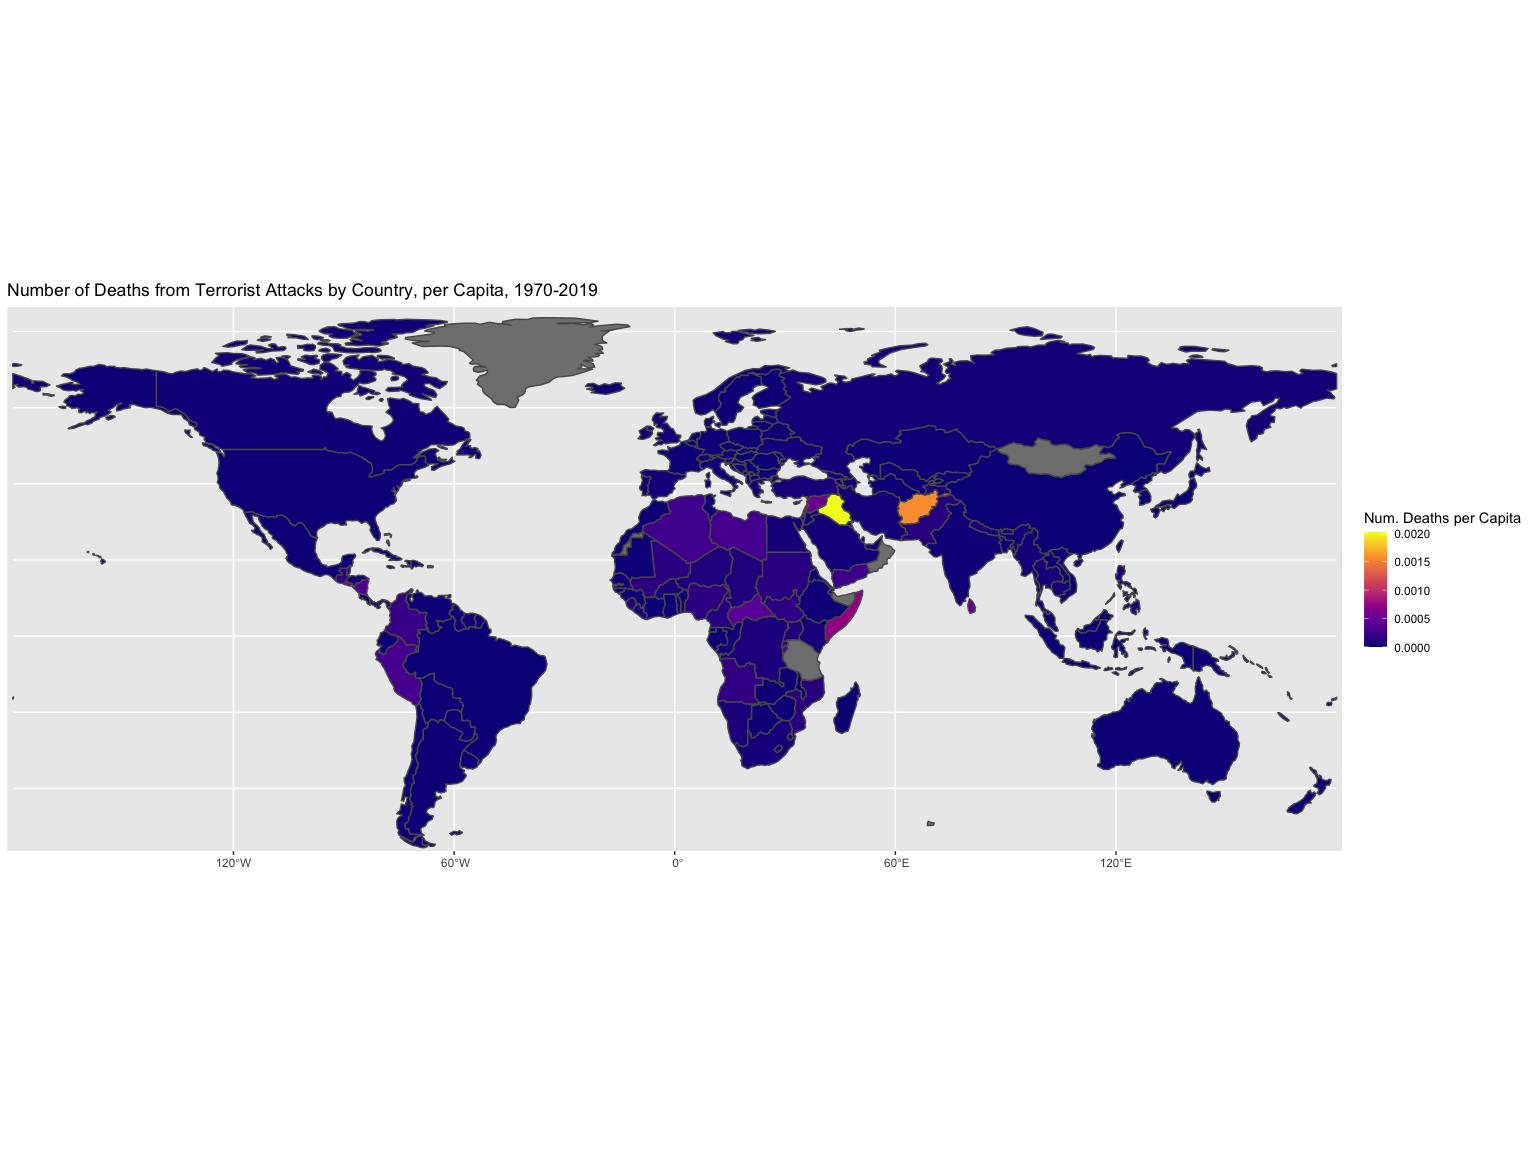 Number of Deaths from Terrorist Attacks by Country, per Capita, 1970-2019
Num. Deaths per Capita
0.0020
0.0015
0.0010
0.0005
0.0000
120°W
60°W
0°
60°E
120°E